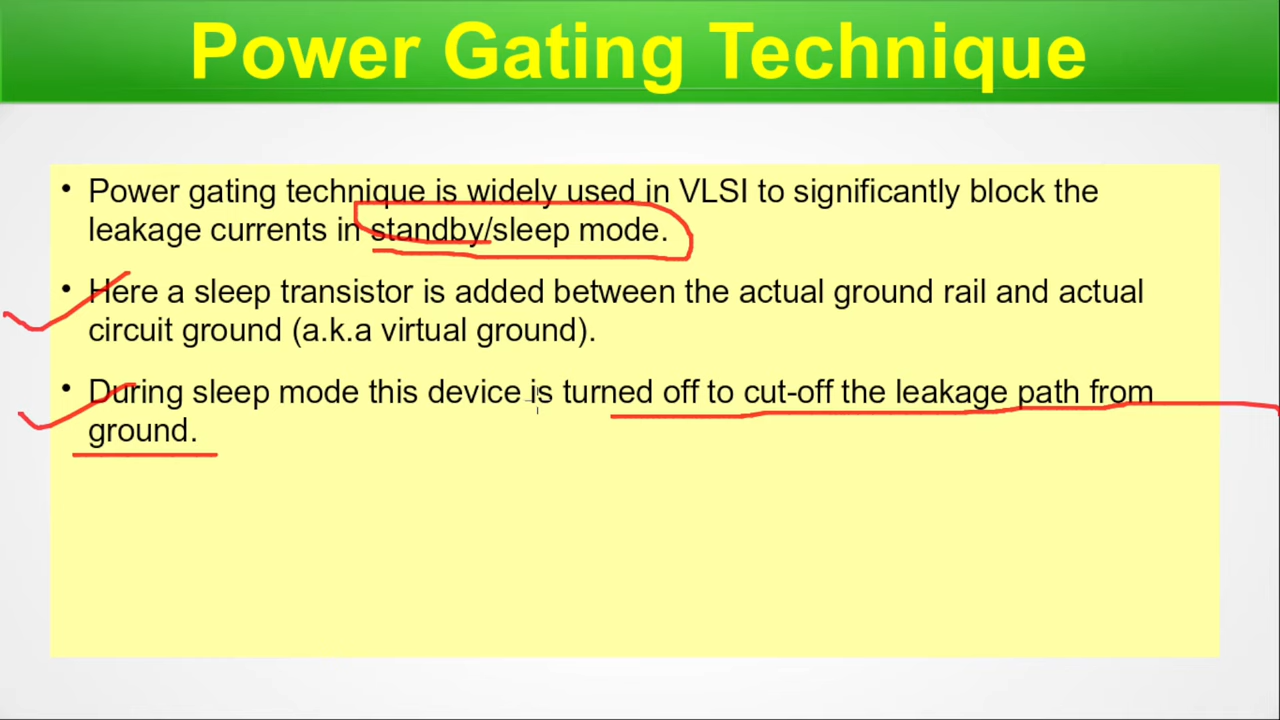 Power Gating Technique
• Power gating technique is widely used in VLSI to significantly block the
leakage currents in standby/sleep mode.
• Here a sleep transistor is added between the actual ground rail and actual
circuit ground (a.k.a virtual ground).
• During sleep mode this device is turned off to cut-off the leakage path from
ground.